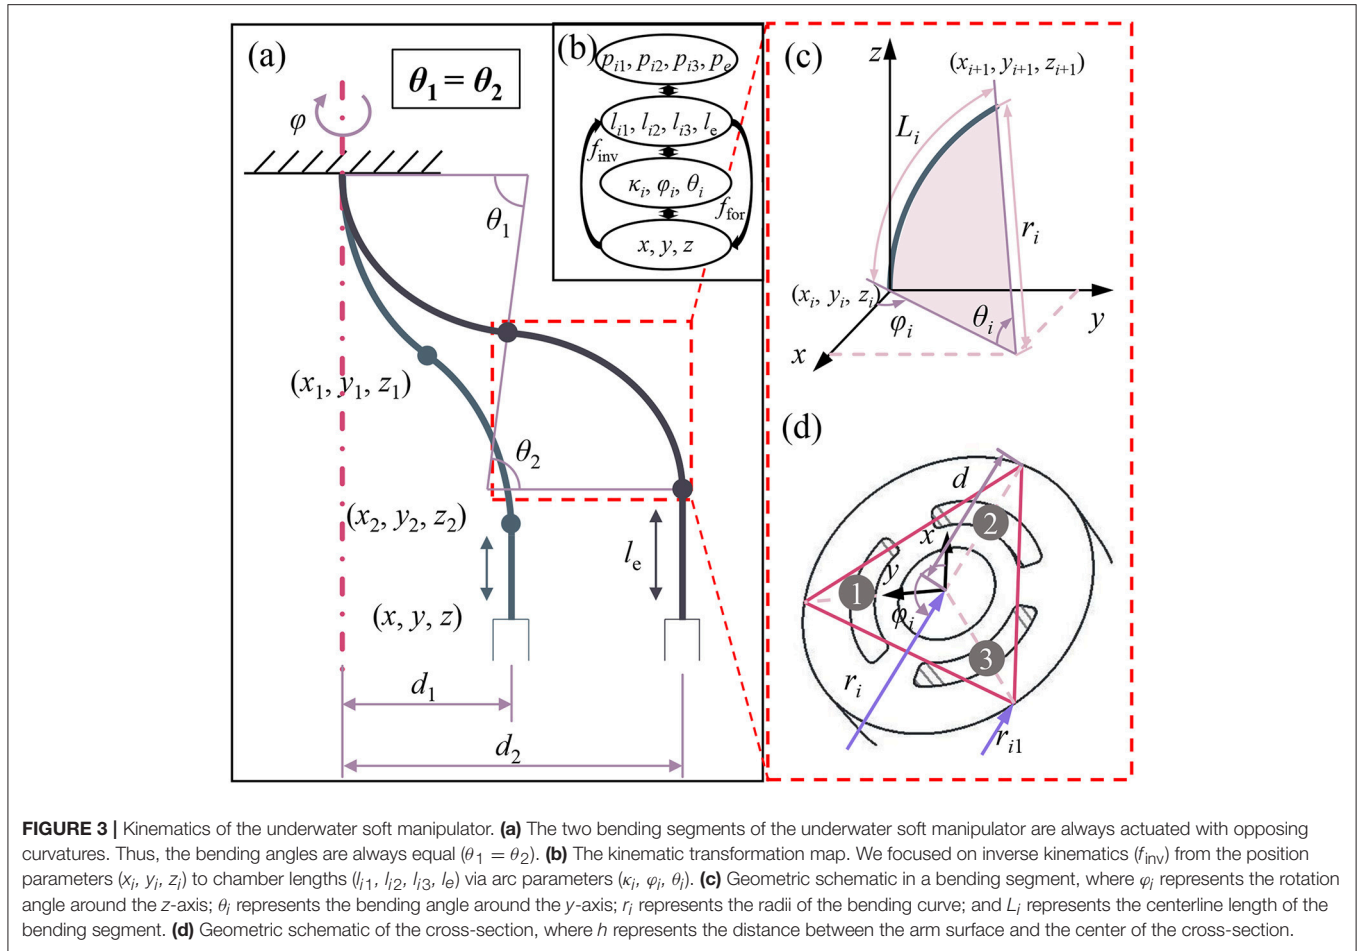 (a)
θ₁ = θ₂
φ
θ₁
(x₁, y₁, z₁)
θ₂
(x₂, y₂, z₂)
lₑ
(x, y, z)
d₁
d₂
(b)
pᵢ₁, pᵢ₂, pᵢ₃, pₑ
lᵢ₁, lᵢ₂, lᵢ₃, lₑ
f_inv
κᵢ, φᵢ, θᵢ
f_for
x, y, z
(c)
z
(xᵢ₊₁, yᵢ₊₁, zᵢ₊₁)
Lᵢ
rᵢ
(xᵢ, yᵢ, zᵢ)
φᵢ
θᵢ
y
x
(d)
d
2
x
y
1
φᵢ
3
rᵢ
rᵢ₁
FIGURE 3 | Kinematics of the underwater soft manipulator. (a) The two bending segments of the underwater soft manipulator are always actuated with opposing
curvatures. Thus, the bending angles are always equal (θ₁ = θ₂). (b) The kinematic transformation map. We focused on inverse kinematics (f_inv) from the position
parameters (xᵢ, yᵢ, zᵢ) to chamber lengths (lᵢ₁, lᵢ₂, lᵢ₃, lₑ) via arc parameters (κᵢ, φᵢ, θᵢ). (c) Geometric schematic in a bending segment, where φᵢ represents the rotation
angle around the z-axis; θᵢ represents the bending angle around the y-axis; rᵢ represents the radii of the bending curve; and Lᵢ represents the centerline length of the
bending segment. (d) Geometric schematic of the cross-section, where h represents the distance between the arm surface and the center of the cross-section.